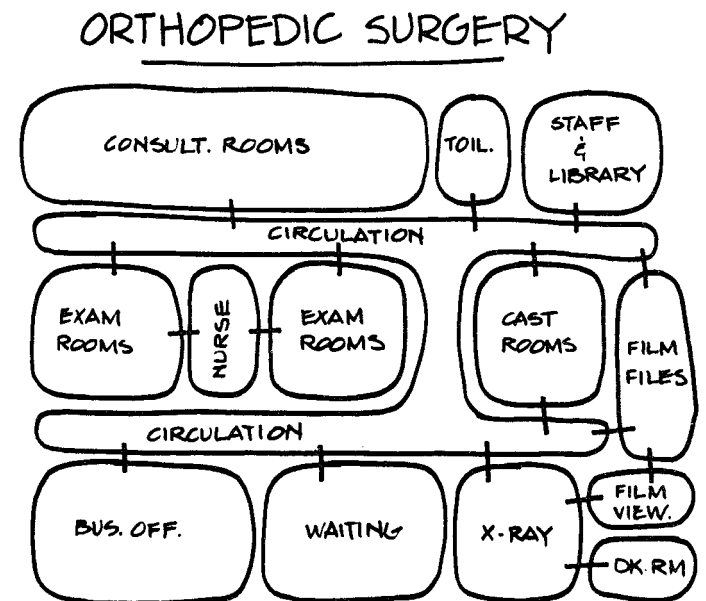 ORTHOPEDIC SURGERY
CONSULT. ROOMS
TOIL.
STAFF
&
LIBRARY
CIRCULATION
EXAM
ROOMS
NURSE
EXAM
ROOMS
CAST
ROOMS
FILM
FILES
CIRCULATION
BUS. OFF.
WAITING
X-RAY
FILM
VIEW.
DK. RM